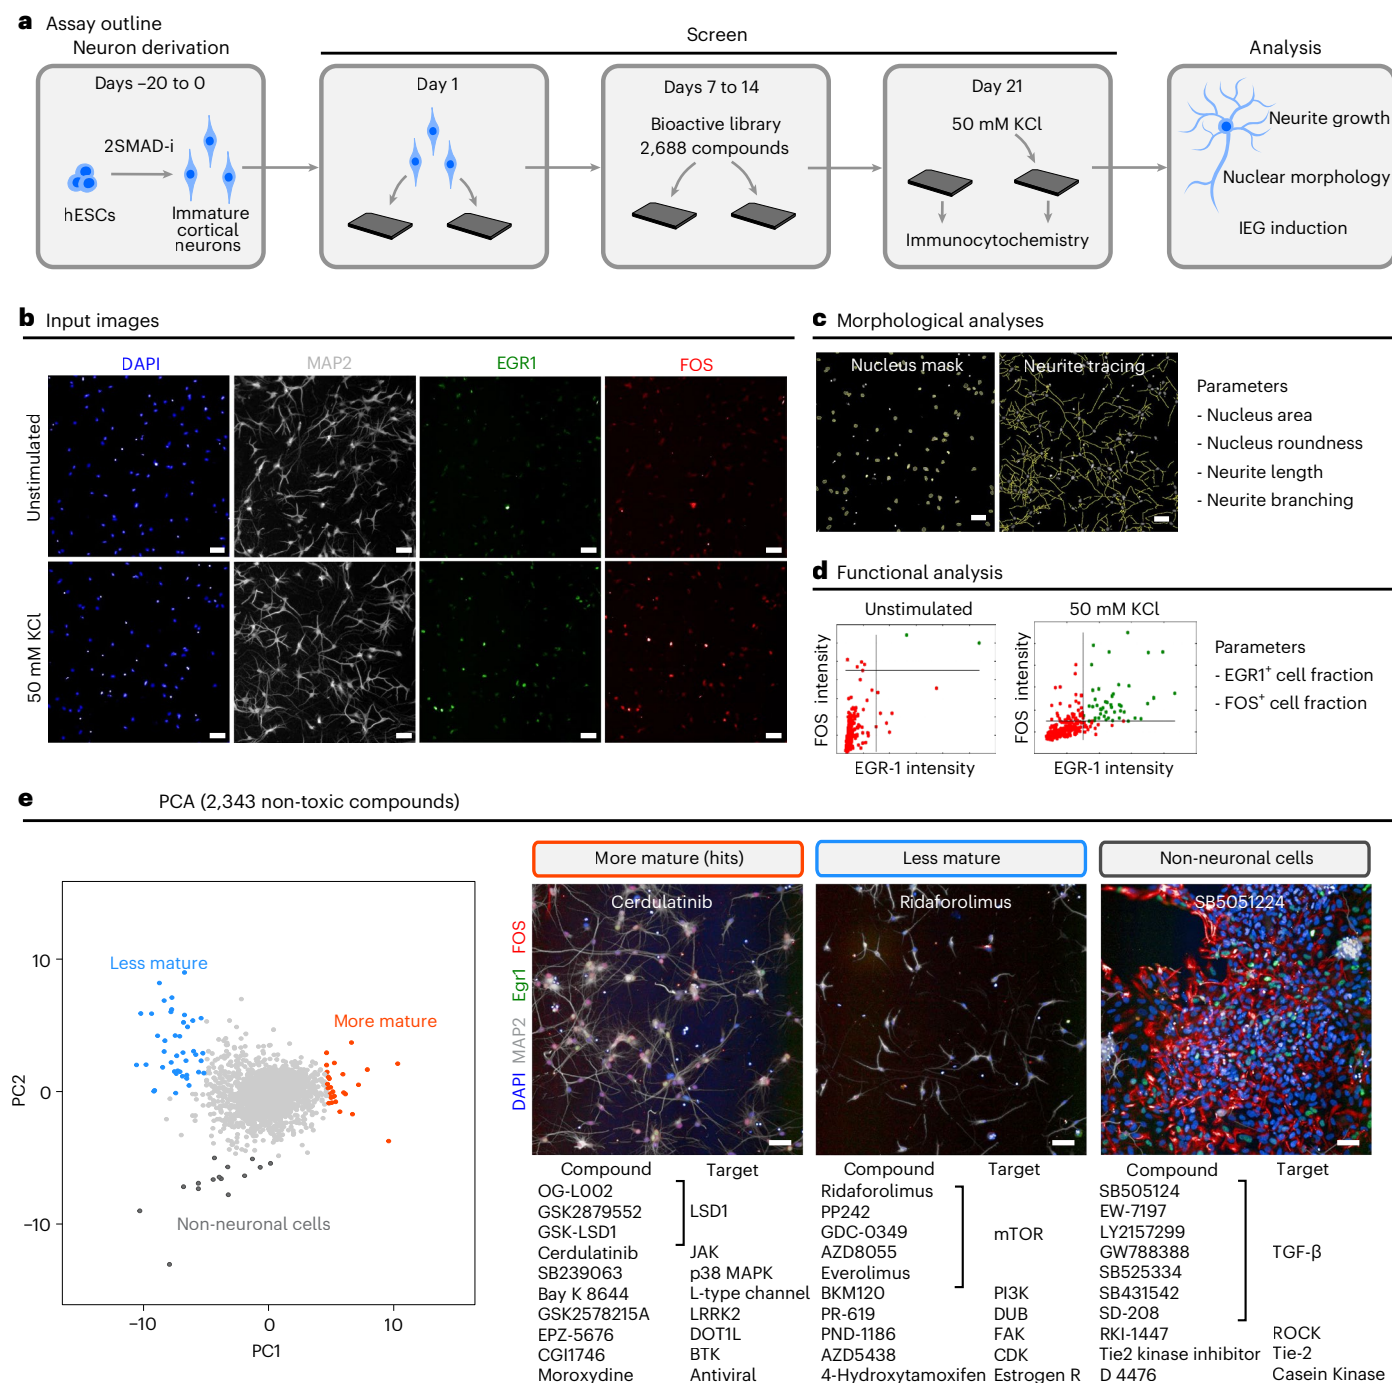 a Assay outline
Neuron derivation
Screen
Analysis
Days –20 to 0
2SMAD-i
hESCs
Immature
cortical
neurons
Day 1
Days 7 to 14
Bioactive library
2,688 compounds
Day 21
50 mM KCl
Immunocytochemistry
Neurite growth
Nuclear morphology
IEG induction
b Input images
DAPI MAP2 EGR1 FOS
Unstimulated
50 mM KCl
c Morphological analyses
Nucleus mask
Neurite tracing
Parameters
- Nucleus area
- Nucleus roundness
- Neurite length
- Neurite branching
d Functional analysis
Unstimulated
FOS intensity
EGR-1 intensity
50 mM KCl
FOS intensity
EGR-1 intensity
Parameters
- EGR1⁺ cell fraction
- FOS⁺ cell fraction
e PCA (2,343 non-toxic compounds)
Less mature
More mature
Non-neuronal cells
10
0
–10
PC2
–10 0 10
PC1
More mature (hits)
Less mature
Non-neuronal cells
DAPI MAP2 Egr1 FOS
Cerdulatinib
Ridaforolimus
SB5051224
Compound Target
OG-L002
GSK2879552 LSD1
GSK-LSD1
Cerdulatinib JAK
SB239063 p38 MAPK
Bay K 8644 L-type channel
GSK2578215A LRRK2
EPZ-5676 DOT1L
CGI1746 BTK
Moroxydine Antiviral
Compound Target
Ridaforolimus
PP242
GDC-0349 mTOR
AZD8055
Everolimus
BKM120 PI3K
PR-619 DUB
PND-1186 FAK
AZD5438 CDK
4-Hydroxytamoxifen Estrogen R
Compound Target
SB505124
EW-7197
LY2157299
GW788388 TGF-β
SB525334
SB431542
SD-208
RKI-1447 ROCK
Tie2 kinase inhibitor Tie-2
D 4476 Casein Kinase